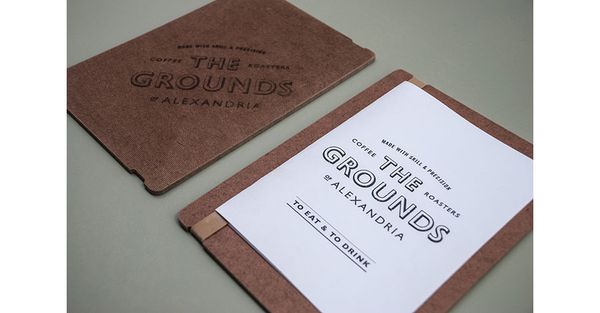 MADE WITH SKILL & PRECISION
COFFEE THE ROASTERS
GROUNDS
OF ALEXANDRIA
MADE WITH SKILL & PRECISION
COFFEE THE ROASTERS
GROUNDS
OF ALEXANDRIA
TO EAT & TO DRINK